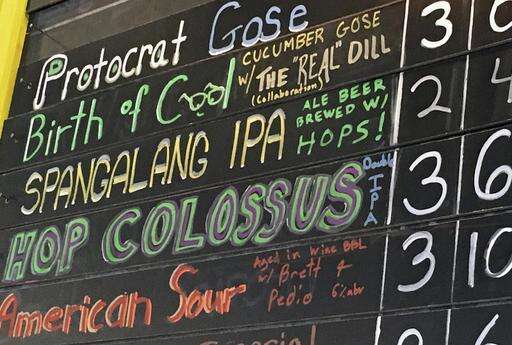 Protocrat Gose 3
Birth of Cool w/ CUCUMBER GOSE THE "REAL" DILL (Collaboration) 2 4
SPANGALANG IPA ALE BEER BREWED W/ HOPS!
HOP COLOSSUS Double IPA 3 6
American Sour Aged in wine BBL w/ Brett & Pedio 6% abv 3 10